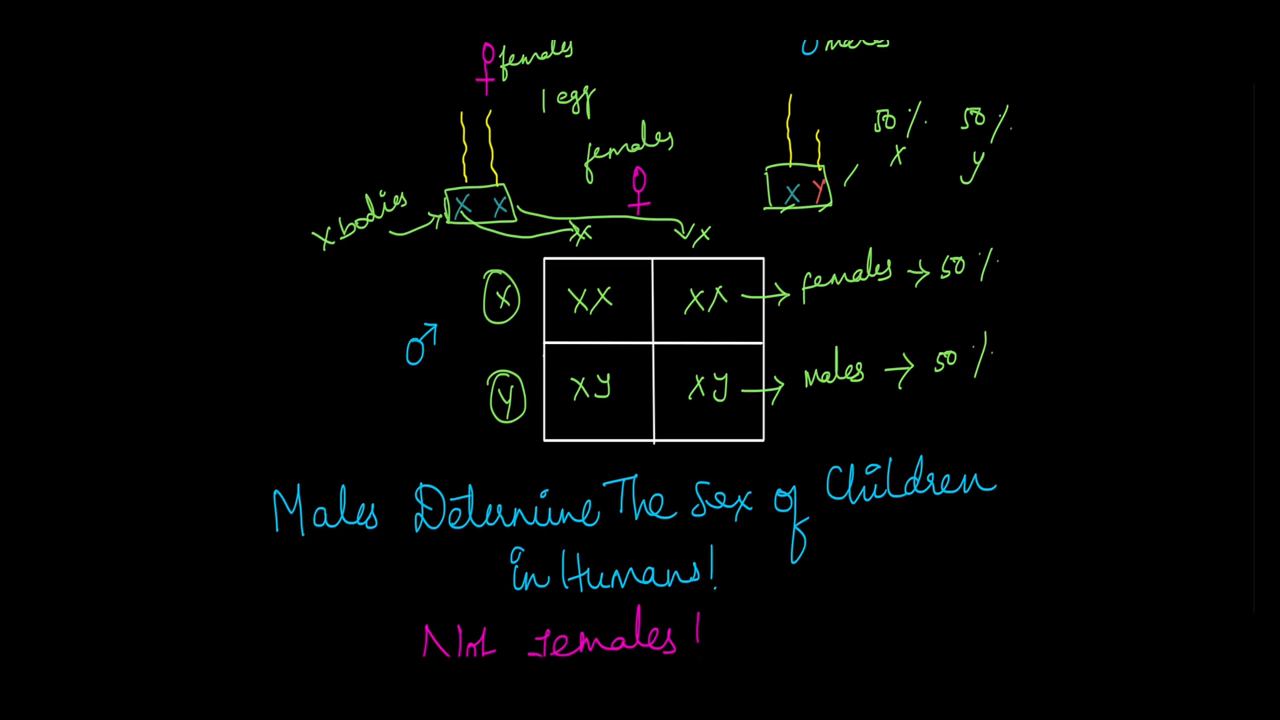 ♀ females
males
1 egg
50% 50%
X y
females
♀
X Y
X bodies
X X
X X
X XX XX → females → 50%
♂
y XY XY → Males → 50%
Males Determine The Sex of Children
in Humans!
Not Females!